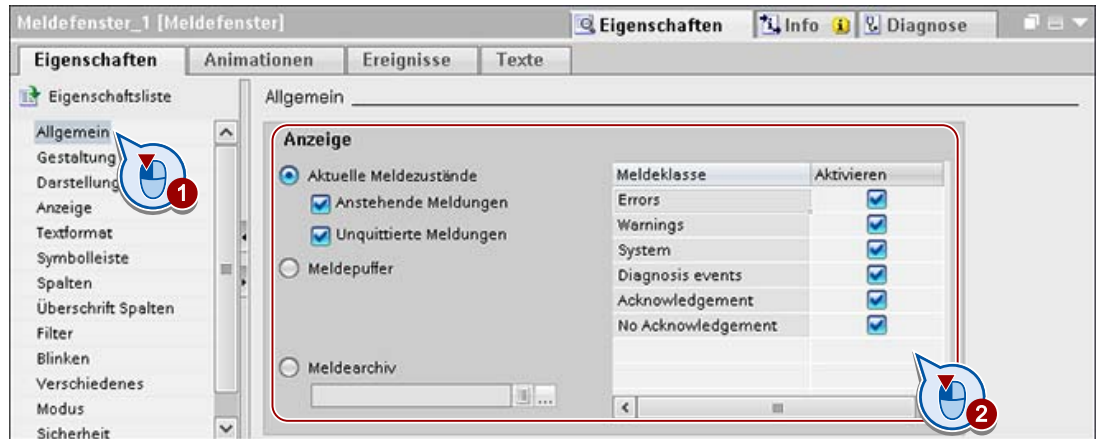 Meldefenster_1 [Meldefenster]
Eigenschaften
Info
Diagnose
Eigenschaften
Animationen
Ereignisse
Texte
Eigenschaftsliste
Allgemein
Gestaltung
Darstellung
Anzeige
Textformat
Symbolleiste
Spalten
Überschrift Spalten
Filter
Blinken
Verschiedenes
Modus
Sicherheit
1
Allgemein
Anzeige
Aktuelle Meldezustände
Anstehende Meldungen
Unquittierte Meldungen
Meldepuffer
Meldearchiv
...
Meldeklasse Aktivieren
Errors
Warnings
System
Diagnosis events
Acknowledgement
No Acknowledgement
2